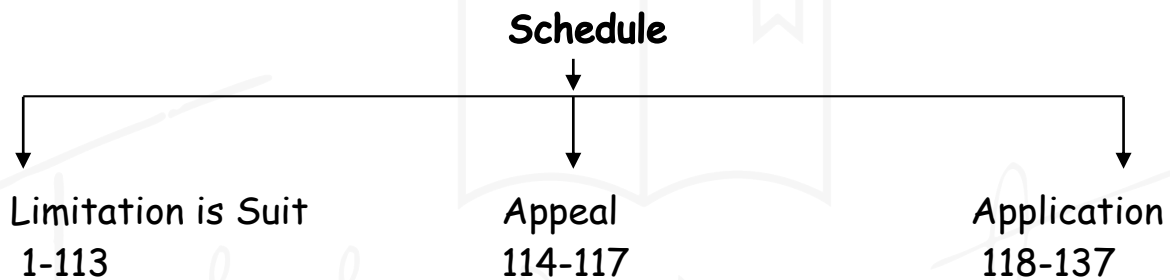 Schedule
Limitation is Suit
1-113
Appeal
114-117
Application
118-137